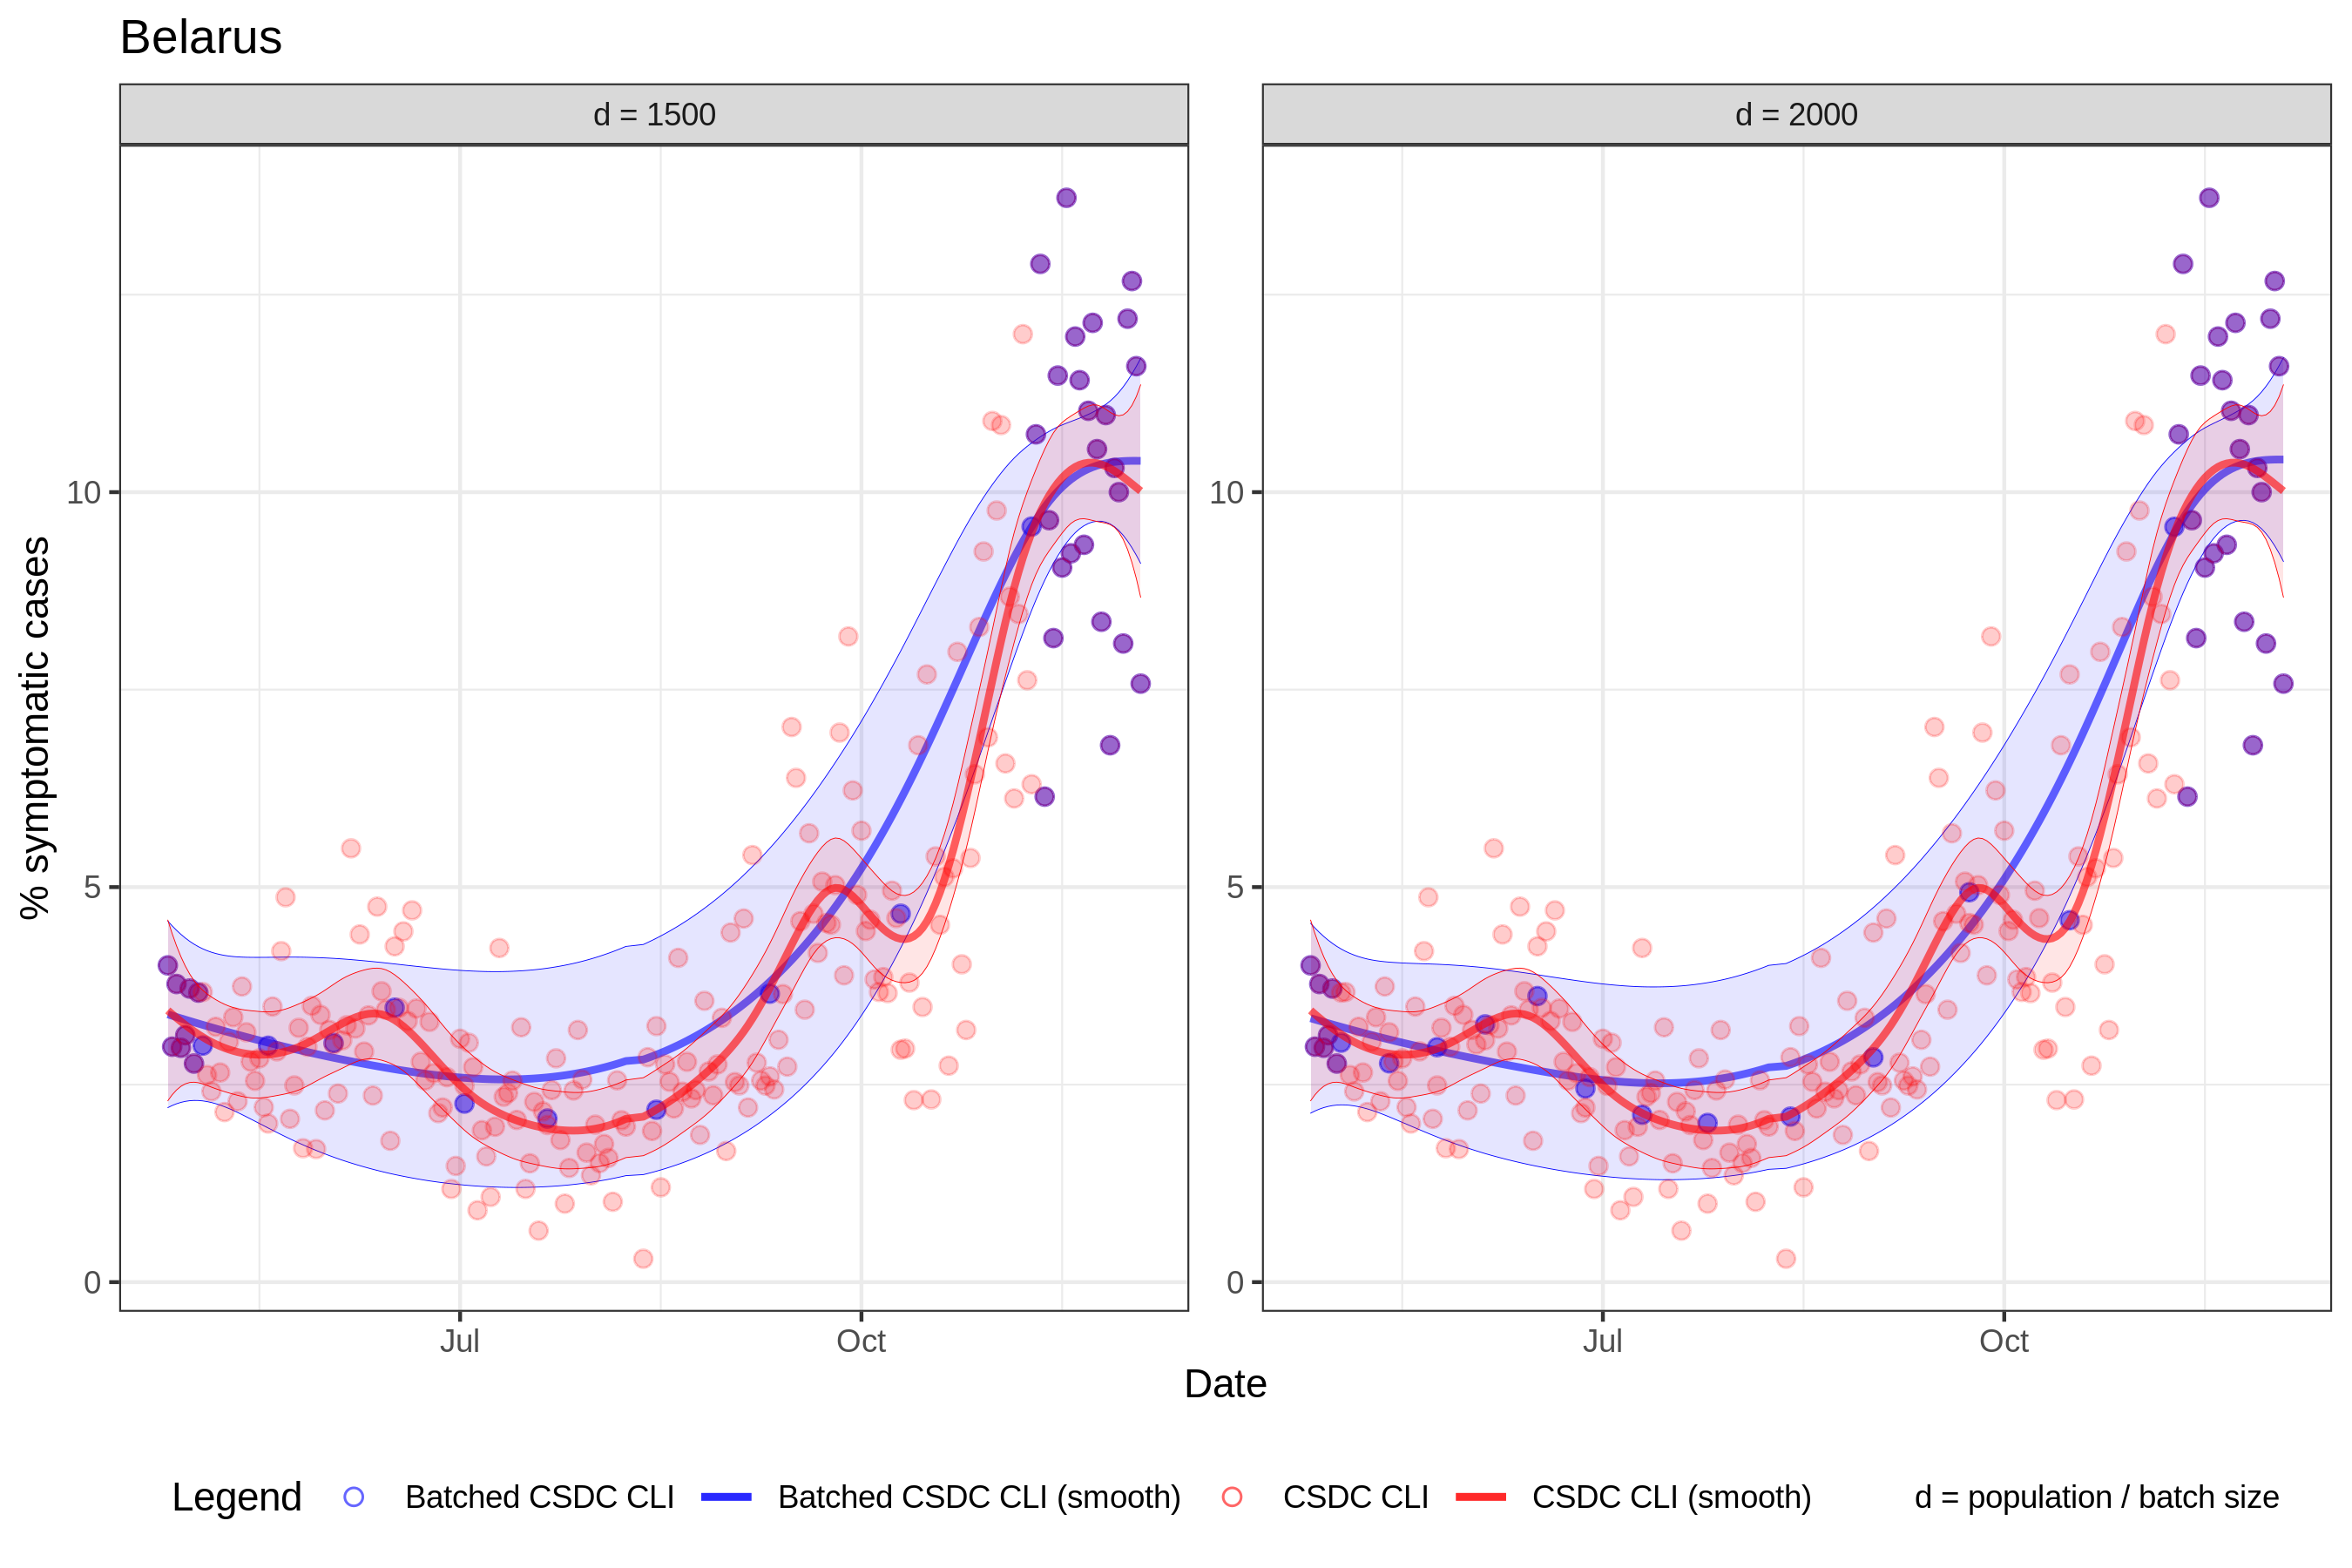 Belarus
d = 1500
d = 2000
% symptomatic cases
10
5
0
10
5
0
Jul
Oct
Jul
Oct
Date
Legend
Batched CSDC CLI
Batched CSDC CLI (smooth)
CSDC CLI
CSDC CLI (smooth)
d = population / batch size